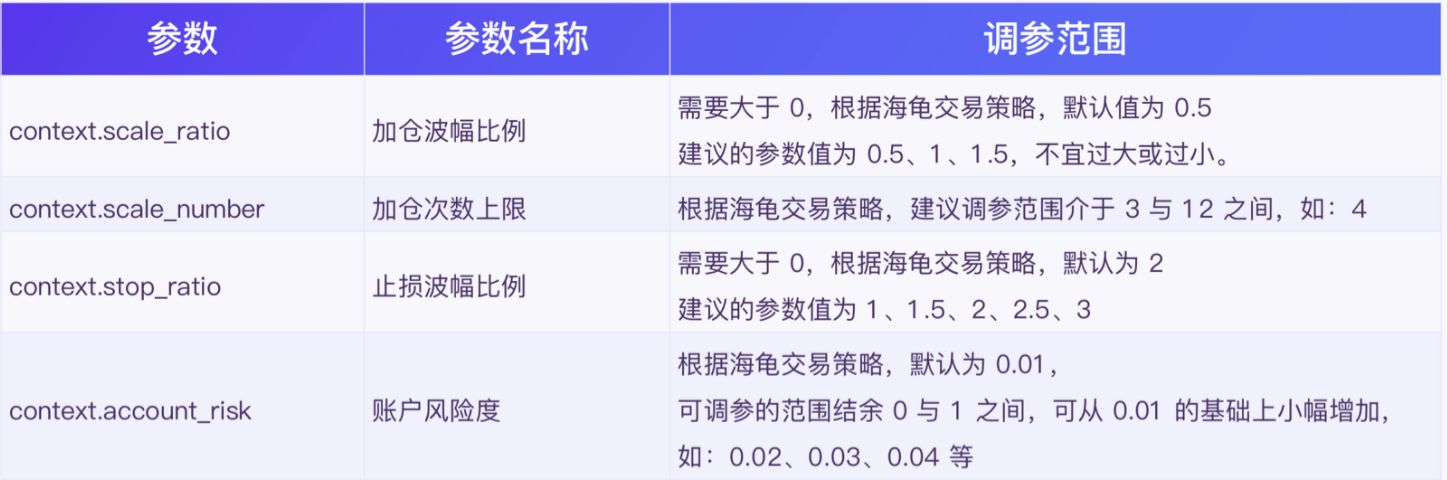 参数
参数名称
调参范围
context.scale_ratio
加仓波幅比例
需要大于 0，根据海龟交易策略，默认值为 0.5
建议的参数值为 0.5、1、1.5，不宜过大或过小。
context.scale_number
加仓次数上限
根据海龟交易策略，建议调参范围介于 3 与 12 之间，如：4
context.stop_ratio
止损波幅比例
需要大于 0，根据海龟交易策略，默认为 2
建议的参数值为 1、1.5、2、2.5、3
context.account_risk
账户风险度
根据海龟交易策略，默认为 0.01，
可调参的范围结余 0 与 1 之间，可从 0.01 的基础上小幅增加，
如：0.02、0.03、0.04 等